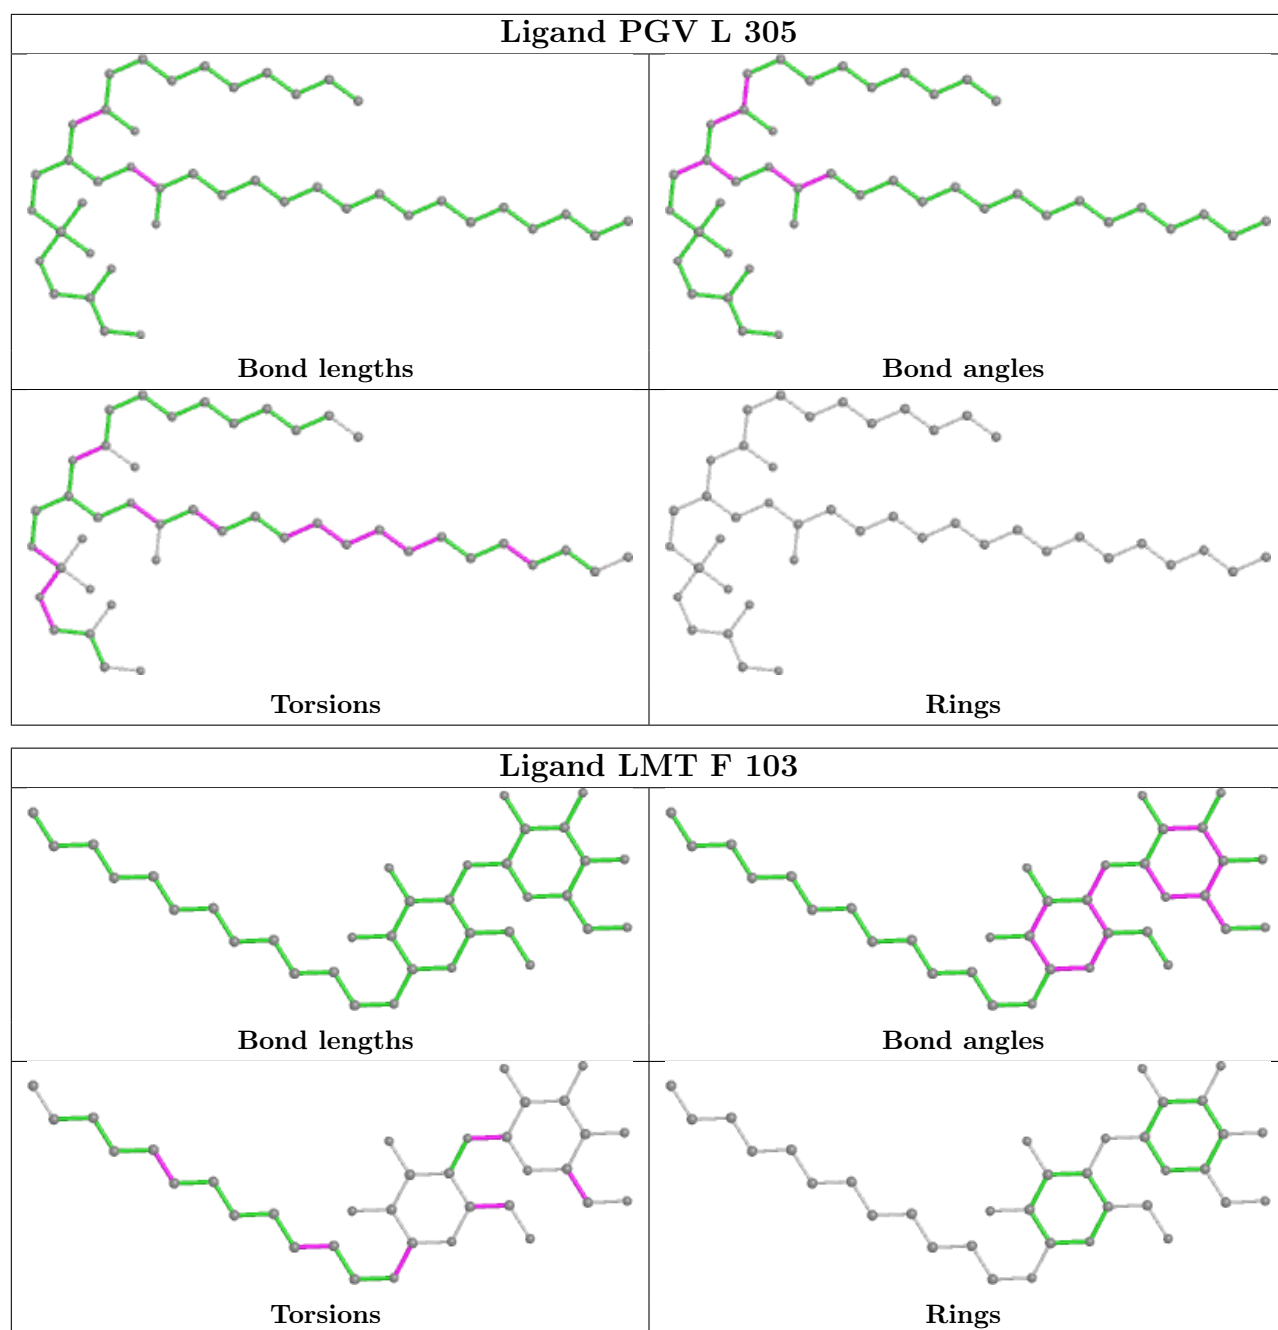 Ligand PGV L 305
Bond lengths
Bond angles
Torsions
Rings
Ligand LMT F 103
Bond lengths
Bond angles
Torsions
Rings